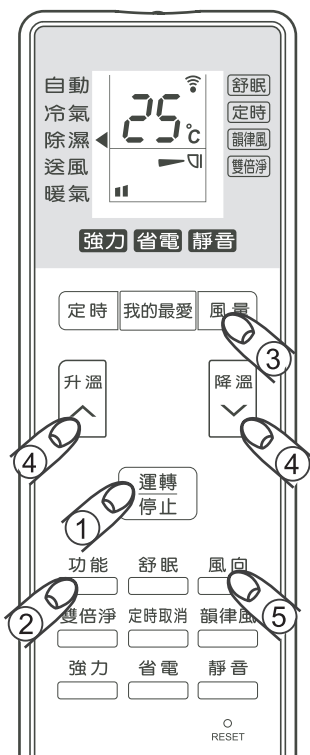 自動
冷氣
除濕
送風
暖氣
25℃
舒眠
定時
韻律風
雙倍淨
強力 省電 靜音
定時 我的最愛 風量
③
升溫 降溫
④ ④
運轉
停止
①
功能 舒眠 風向
② ⑤
雙倍淨 定時取消 韻律風
強力 省電 靜音
RESET